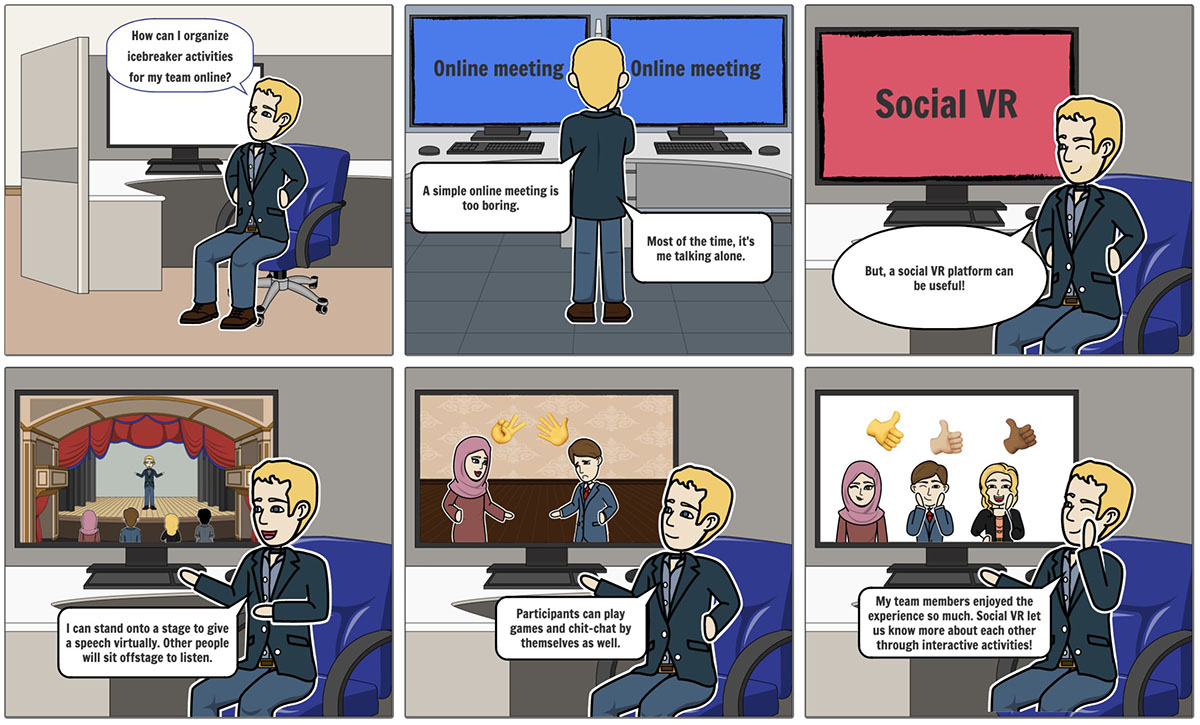 How can I organize
icebreaker activities
for my team online?
Online meeting
Online meeting
A simple online meeting is
too boring.
Most of the time, it's
me talking alone.
Social VR
But, a social VR platform can
be useful!
I can stand onto a stage to give
a speech virtually. Other people
will sit offstage to listen.
Participants can play
games and chit-chat by
themselves as well.
My team members enjoyed the
experience so much. Social VR let
us know more about each other
through interactive activities!